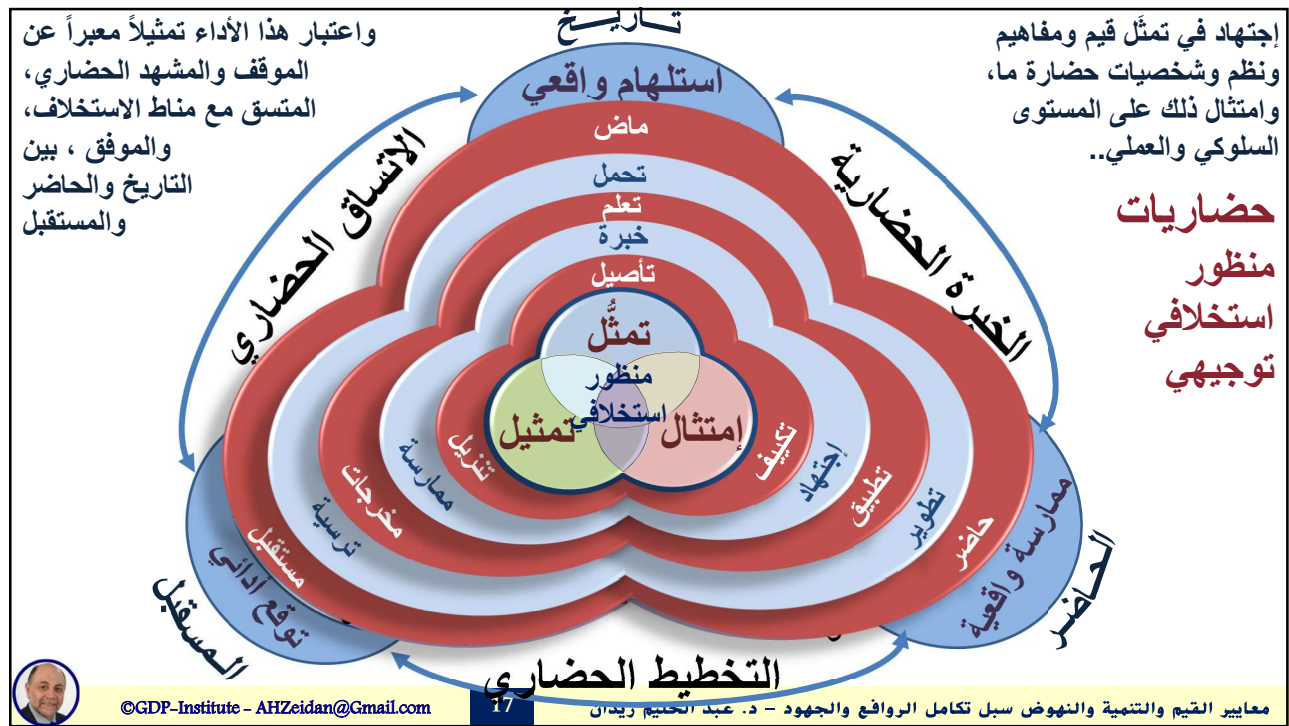 إجتهاد في تمثَل قيم ومفاهيم
ونظم وشخصيات حضارة ما،
وامتثال ذلك على المستوى
السلوكي والعملي..
حضاريات
منظور
استخلافي
توجيهي
واعتبار هذا الأداء تمثيلاً معبراً عن
الموقف والمشهد الحضاري،
المتسق مع مناط الاستخلاف،
والموفق ، بين
التاريخ والحاضر
والمستقبل
تـــاريـــــخ
استلهام واقعي
ماض
تحمل
تعلم
خبرة
تأصيل
تمثُّل
منظور
استخلافي
إمتثال
تمثيل
تكييف
إجتهاد
تطبيق
تطوير
حاضر
ممارسة واقعية
الـحـاضـر
تنزيل
ممارسة
مخرجات
ترسية
مستقبل
توقع أدائي
الـمـستقبل
الخبرة الحضارية
الاتساق الحضاري
التخطيط الحضاري
معايير القيم والتنمية والنهوض سبل تكامل الروافع والجهود – د. عبد الحليم زيدان
17
©GDP-Institute - AHZeidan@Gmail.com